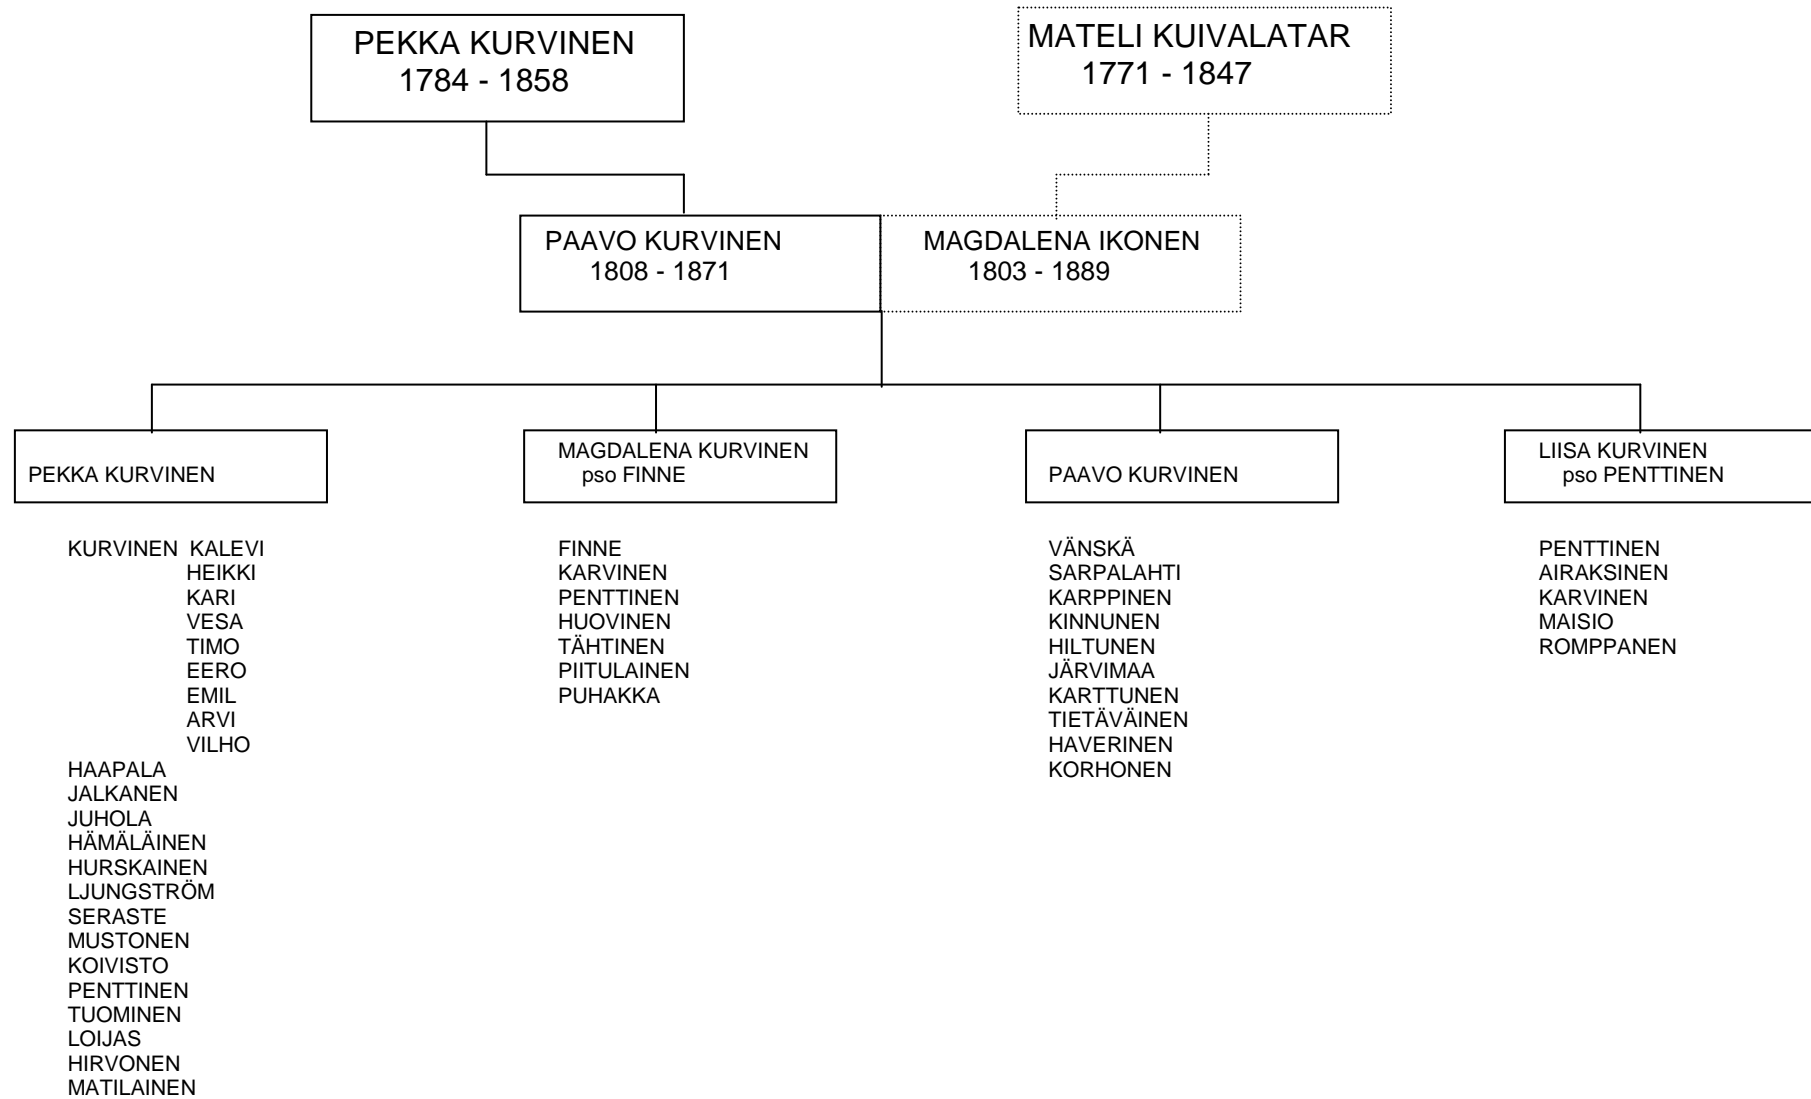 PEKKA KURVINEN
1784 - 1858
MATELI KUIVALATAR
1771 - 1847
PAAVO KURVINEN
1808 - 1871
MAGDALENA IKONEN
1803 - 1889
PEKKA KURVINEN
MAGDALENA KURVINEN
pso FINNE
PAAVO KURVINEN
LIISA KURVINEN
pso PENTTINEN
KURVINEN KALEVI
HEIKKI
KARI
VESA
TIMO
EERO
EMIL
ARVI
VILHO
HAAPALA
JALKANEN
JUHOLA
HÄMÄLÄINEN
HURSKAINEN
LJUNGSTRÖM
SERASTE
MUSTONEN
KOIVISTO
PENTTINEN
TUOMINEN
LOIJAS
HIRVONEN
MATILAINEN
FINNE
KARVINEN
PENTTINEN
HUOVINEN
TÄHTINEN
PIITULAINEN
PUHAKKA
VÄNSKÄ
SARPALAHTI
KARPPINEN
KINNUNEN
HILTUNEN
JÄRVIMAA
KARTTUNEN
TIETÄVÄINEN
HAVERINEN
KORHONEN
PENTTINEN
AIRAKSINEN
KARVINEN
MAISIO
ROMPPANEN